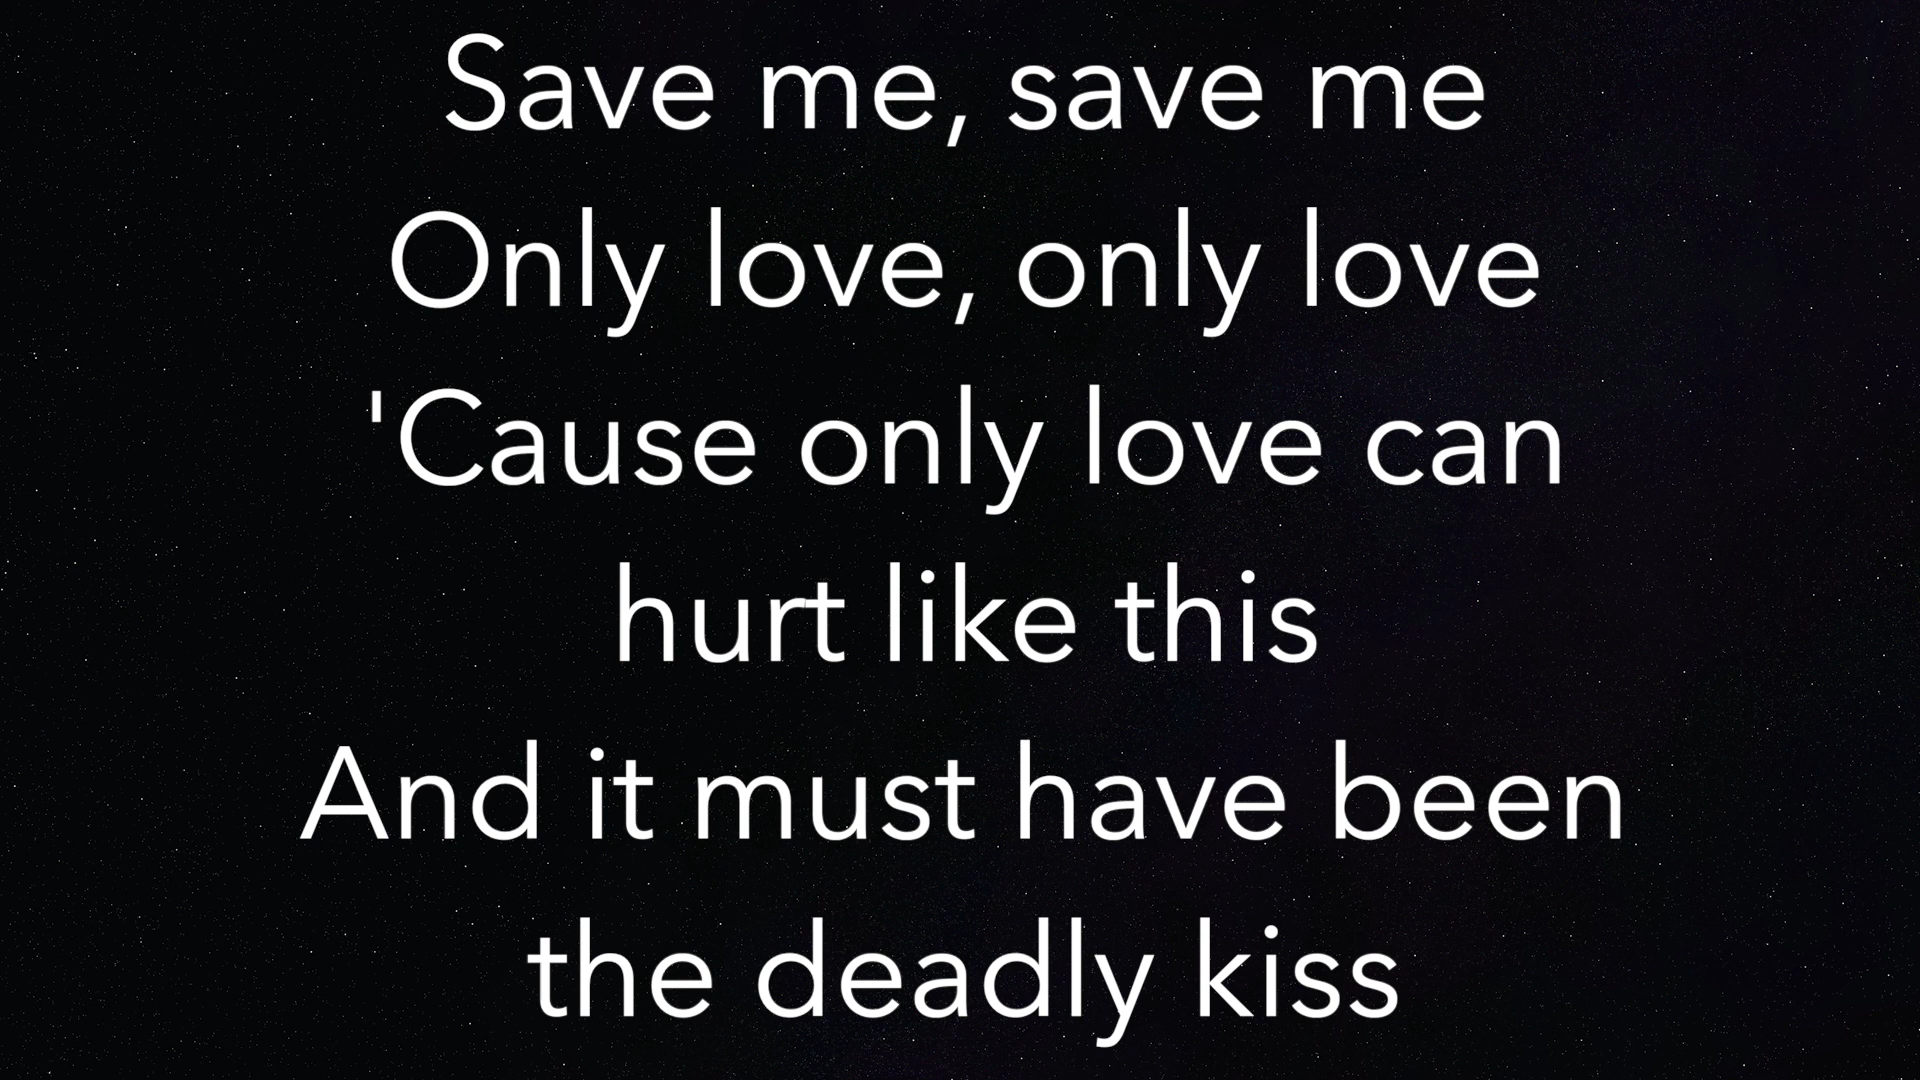 Save me, save me
Only love, only love
'Cause only love can
hurt like this
And it must have been
the deadly kiss